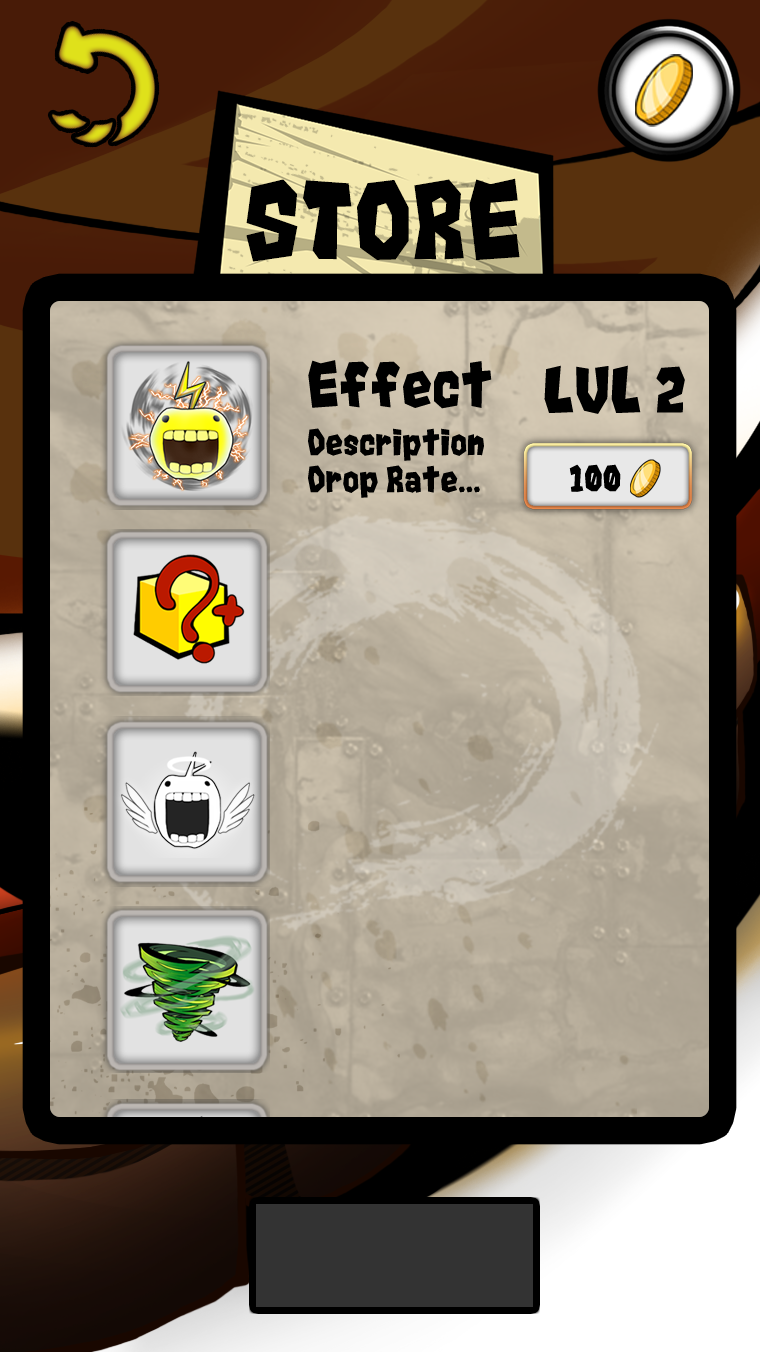 STORE
Effect LVL 2
Description
Drop Rate...
100
?